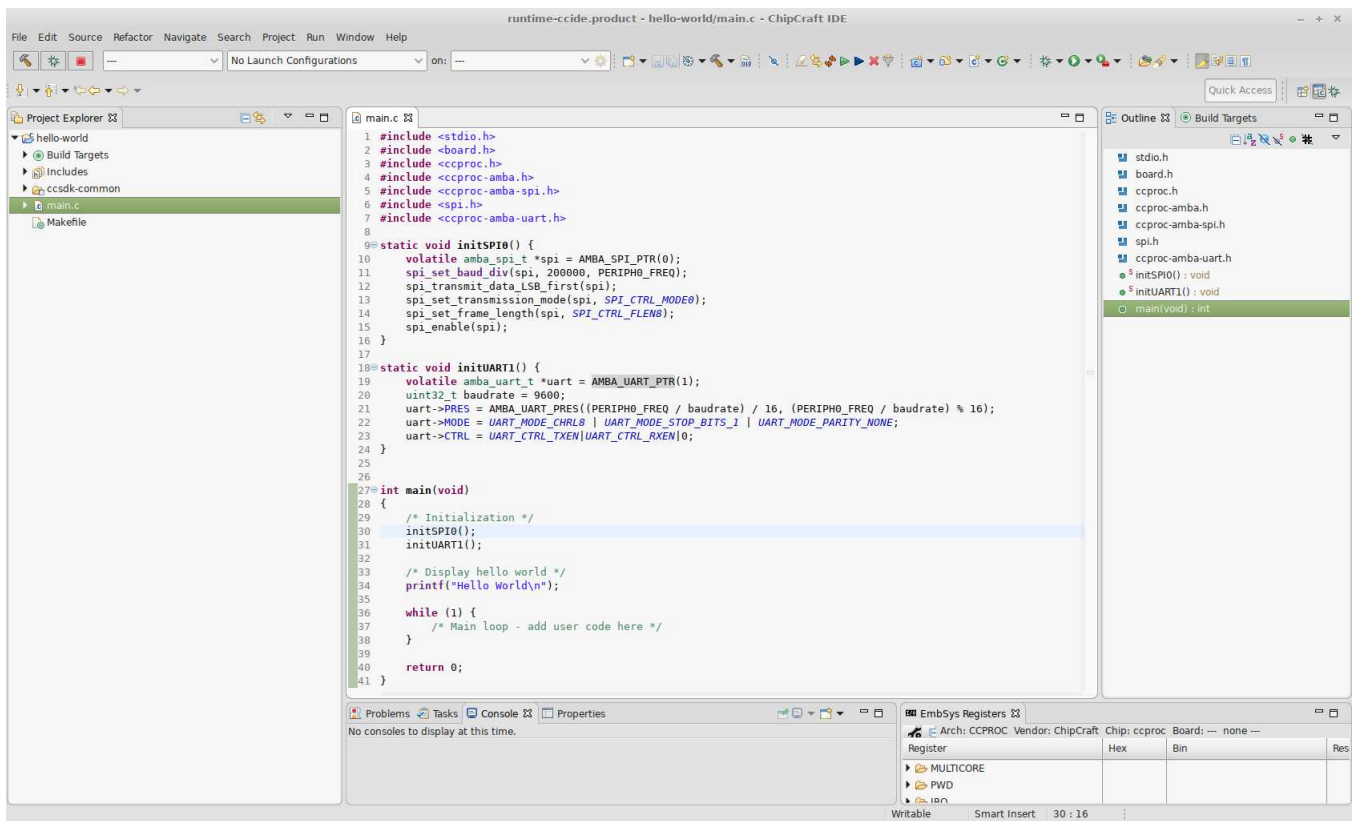 runtime-ccide.product - hello-world/main.c - ChipCraft IDE
File Edit Source Refactor Navigate Search Project Run Window Help
--- No Launch Configurations on: ---
Quick Access
Project Explorer
hello-world
Build Targets
Includes
ccsdk-common
main.c
Makefile
main.c
1 #include <stdio.h>
2 #include <board.h>
3 #include <ccproc.h>
4 #include <ccproc-amba.h>
5 #include <ccproc-amba-spi.h>
6 #include <spi.h>
7 #include <ccproc-amba-uart.h>
8
9 static void initSPI0() {
10 volatile amba_spi_t *spi = AMBA_SPI_PTR(0);
11 spi_set_baud_div(spi, 200000, PERIPH0_FREQ);
12 spi_transmit_data_LSB_first(spi);
13 spi_set_transmission_mode(spi, SPI_CTRL_MODE0);
14 spi_set_frame_length(spi, SPI_CTRL_FLEN8);
15 spi_enable(spi);
16 }
17
18 static void initUART1() {
19 volatile amba_uart_t *uart = AMBA_UART_PTR(1);
20 uint32_t baudrate = 9600;
21 uart->PRES = AMBA_UART_PRES((PERIPH0_FREQ / baudrate) / 16, (PERIPH0_FREQ / baudrate) % 16);
22 uart->MODE = UART_MODE_CHRL8 | UART_MODE_STOP_BITS_1 | UART_MODE_PARITY_NONE;
23 uart->CTRL = UART_CTRL_TXEN|UART_CTRL_RXEN|0;
24 }
25
26
27 int main(void)
28 {
29 /* Initialization */
30 initSPI0();
31 initUART1();
32
33 /* Display hello world */
34 printf("Hello World\n");
35
36 while (1) {
37 /* Main loop - add user code here */
38 }
39
40 return 0;
41 }
Outline Build Targets
stdio.h
board.h
ccproc.h
ccproc-amba.h
ccproc-amba-spi.h
spi.h
ccproc-amba-uart.h
initSPI0() : void
initUART1() : void
main(void) : int
Problems Tasks Console Properties
No consoles to display at this time.
EmbSys Registers
Arch: CCPROC Vendor: ChipCraft Chip: ccproc Board: --- none ---
Register Hex Bin Res
MULTICORE
PWD
IRQ
Writable Smart Insert 30 : 16